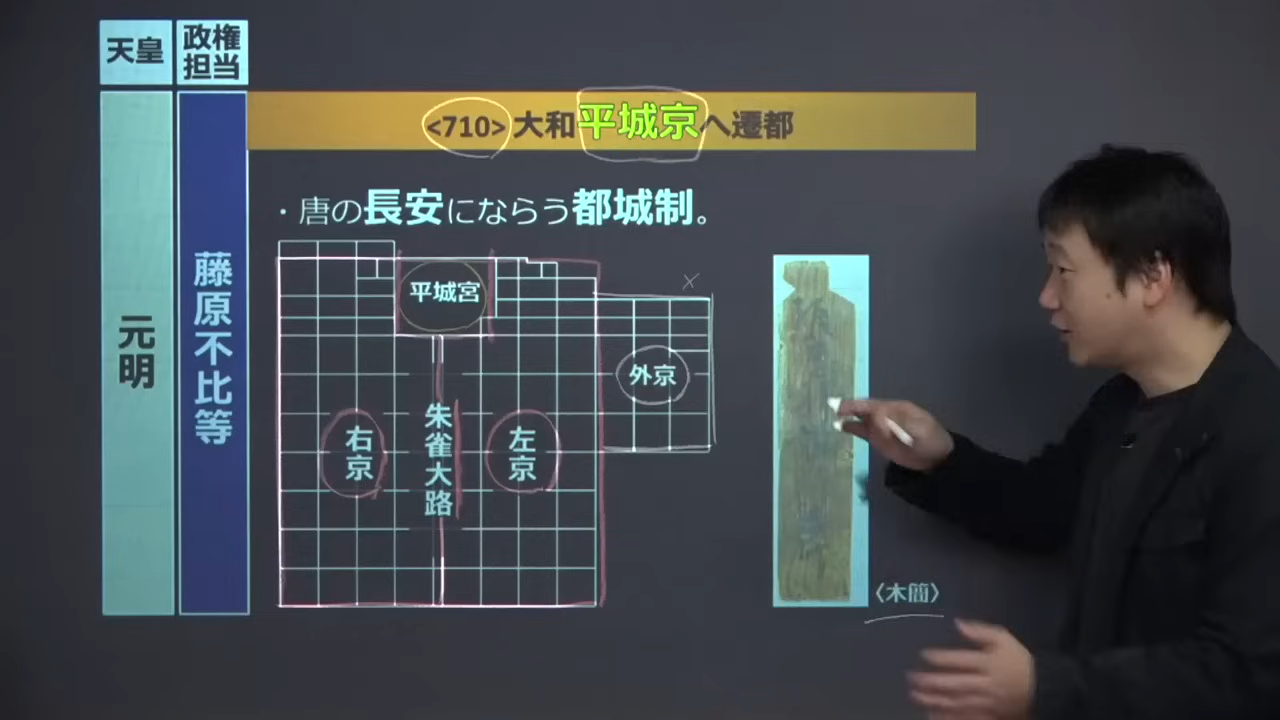 天皇
政権
担当
元明
藤原不比等
<710>大和平城京へ遷都
・唐の長安にならう都城制。
平城宮
外京
右京
朱雀大路
左京
〈木簡〉